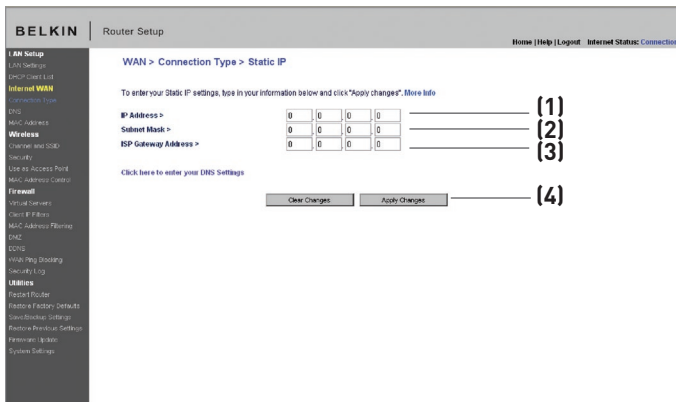 BELKIN
Router Setup
Home | Help | Logout Internet Status: Connection
LAN Setup
LAN Settings
DHCP Client List
Internet WAN
Connection Type
DNS
MAC Address
Wireless
Channel and SSID
Security
Use as Access Point
MAC Address Control
Firewall
Virtual Servers
Client IP Filters
MAC Address Filtering
DMZ
DDNS
WAN Ping Blocking
Security Log
Utilities
Restart Router
Restore Factory Defaults
Save/Backup Settings
Restore Previous Settings
Firmware Update
System Settings
WAN > Connection Type > Static IP
To enter your Static IP settings, type in your information below and click "Apply changes". More Info
IP Address > 0 . 0 . 0 . 0 (1)
Subnet Mask > 0 . 0 . 0 . 0 (2)
ISP Gateway Address > 0 . 0 . 0 . 0 (3)
Click here to enter your DNS Settings
Clear Changes Apply Changes (4)